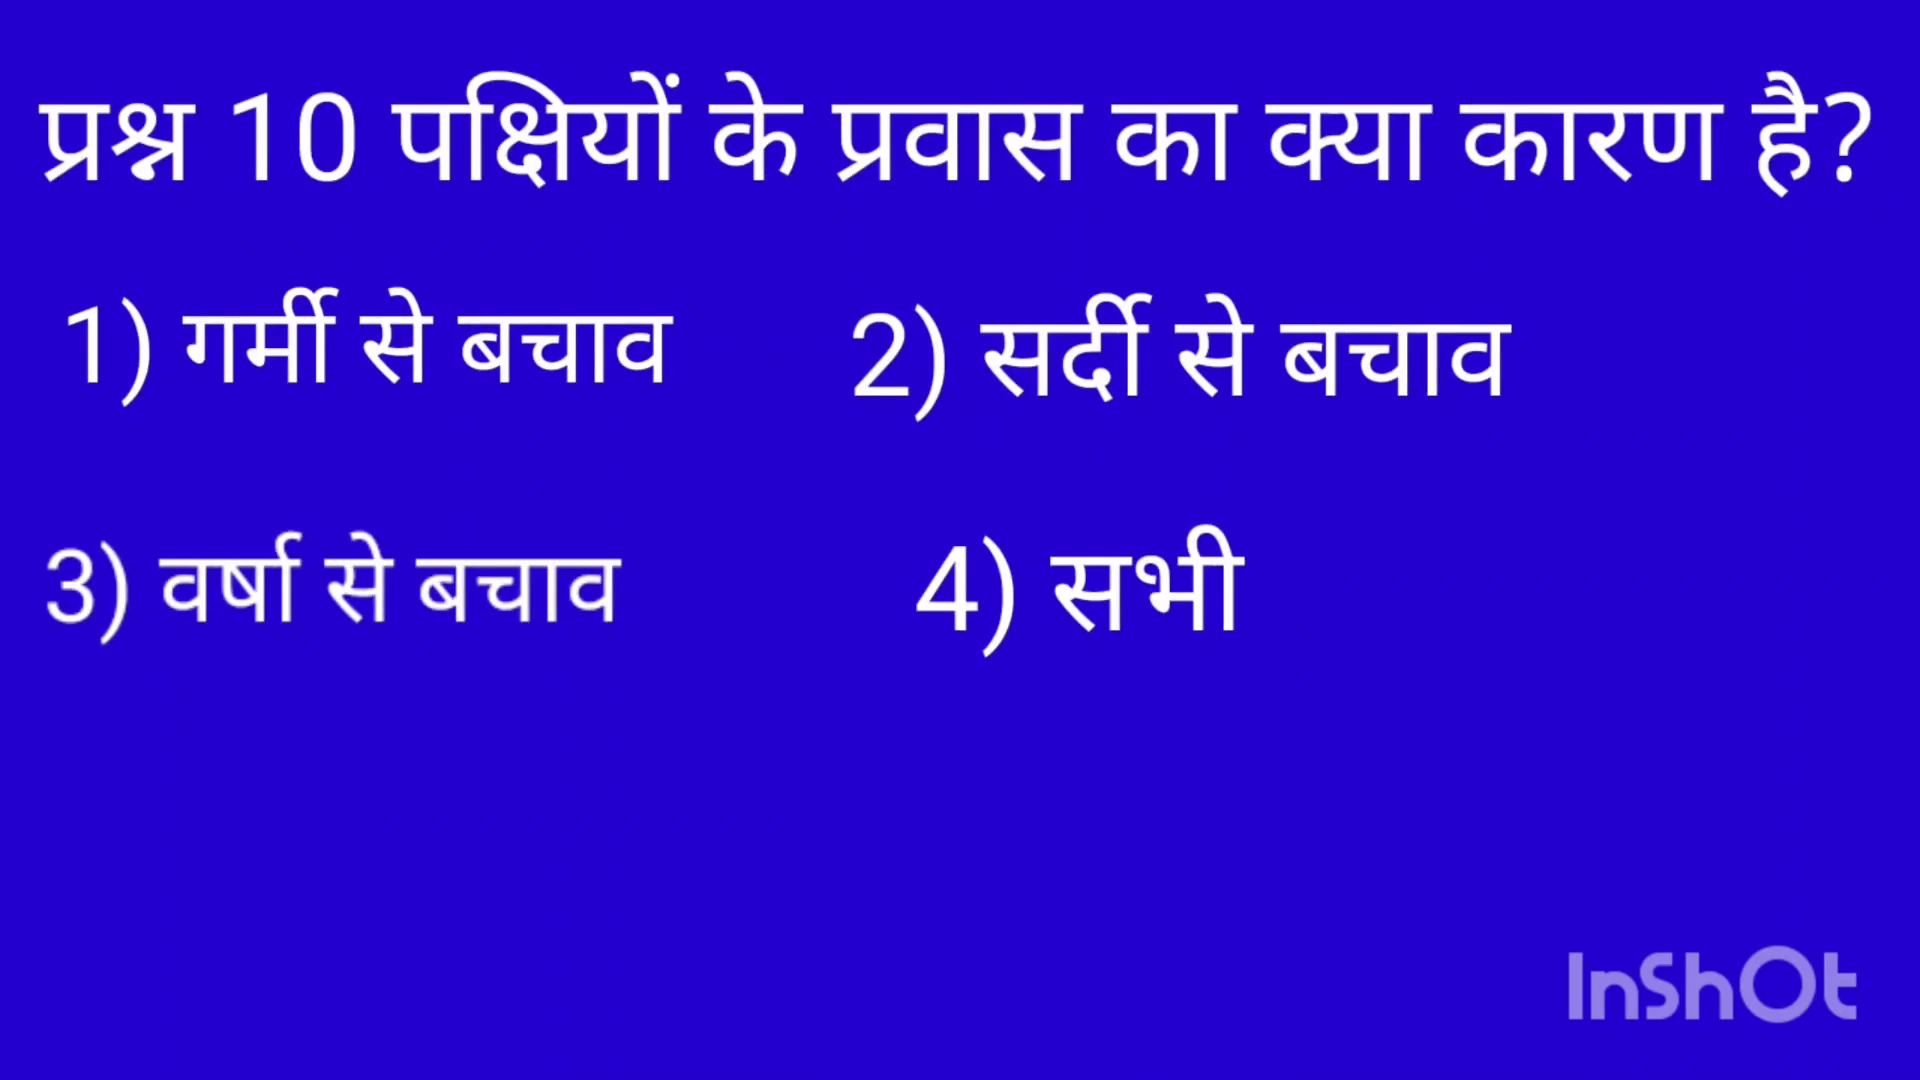 प्रश्न 10 पक्षियों के प्रवास का क्या कारण है?
1) गर्मी से बचाव 2) सर्दी से बचाव
3) वर्षा से बचाव 4) सभी
InShOt